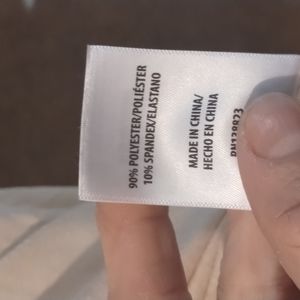 90% POLYESTER/POLIÉSTER
10% SPANDEX/ELASTANO
MADE IN CHINA/
HECHO EN CHINA